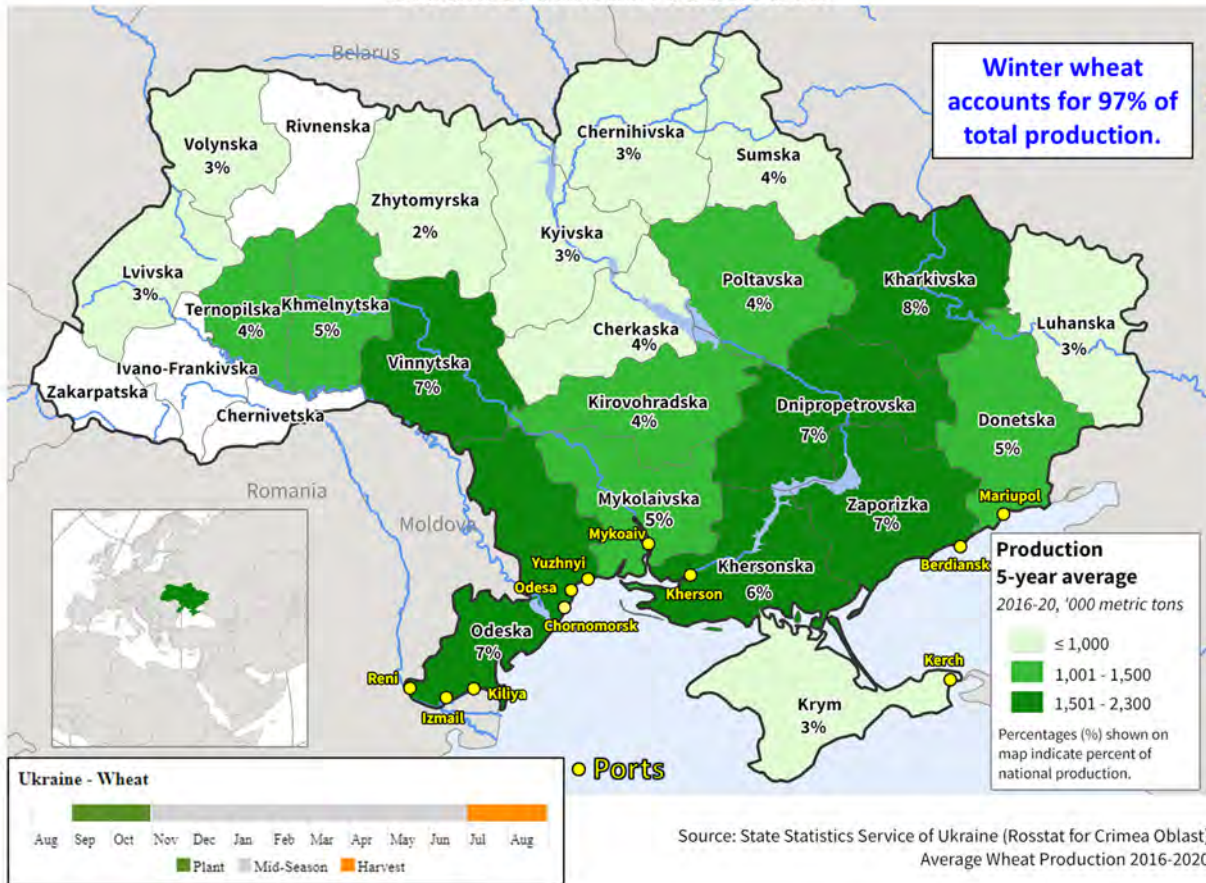 Belarus
Winter wheat
accounts for 97% of
total production.
Rivnenska
Volynska
3%
Chernihivska
3%
Sumska
4%
Zhytomyrska
2%
Kyivska
3%
Lvivska
3%
Ternopilska
4%
Khmelnytska
5%
Poltavska
4%
Kharkivska
8%
Cherkaska
4%
Luhanska
3%
Vinnytska
7%
Ivano-Frankivska
Zakarpatska
Chernivetska
Kirovohradska
4%
Dnipropetrovska
7%
Donetska
5%
Romania
Moldova
Mykolaivska
5%
Zaporizka
7%
Mariupol
Mykoaiv
Yuzhnyi
Odesa
Chornomorsk
Kherson
Khersonska
6%
Berdiansk
Odeska
7%
Reni
Izmail
Kiliya
Krym
3%
Kerch
Production
5-year average
2016-20, '000 metric tons
≤ 1,000
1,001 - 1,500
1,501 - 2,300
Percentages (%) shown on
map indicate percent of
national production.
Ports
Ukraine - Wheat
Aug Sep Oct Nov Dec Jan Feb Mar Apr May Jun Jul Aug
Plant Mid-Season Harvest
Source: State Statistics Service of Ukraine (Rosstat for Crimea Oblast)
Average Wheat Production 2016-2020